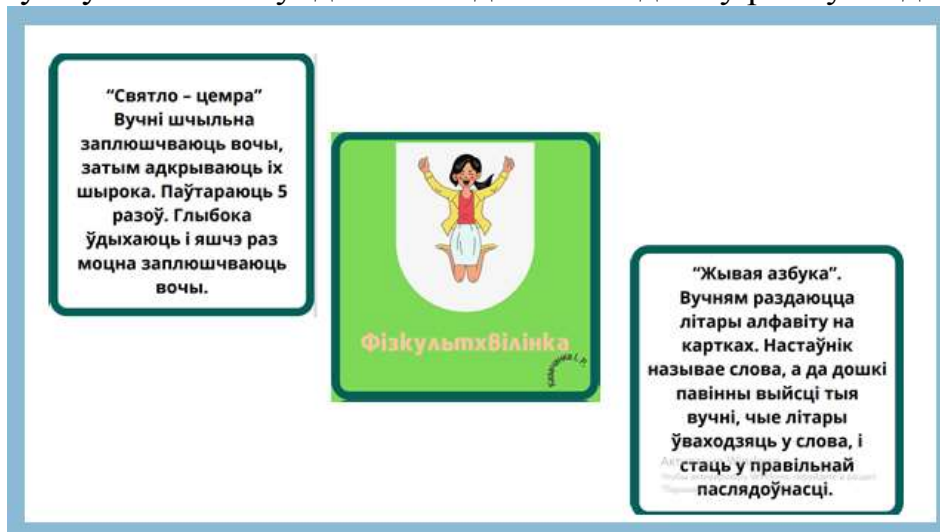 “Святло – цемра”
Вучні шчыльна
заплюшчваюць вочы,
затым адкрываюць іх
шырока. Паўтараюць 5
разоў. Глыбока
ўдыхаюць і яшчэ раз
моцна заплюшчваюць
вочы.
Фізкультхвілінка
“Жывая азбука”.
Вучням раздаюцца
літары алфавіту на
картках. Настаўнік
называе слова, а да дошкі
павінны выйсці тыя
вучні, чые літары
ўваходзяць у слова, і
стаць у правільнай
паслядоўнасці.